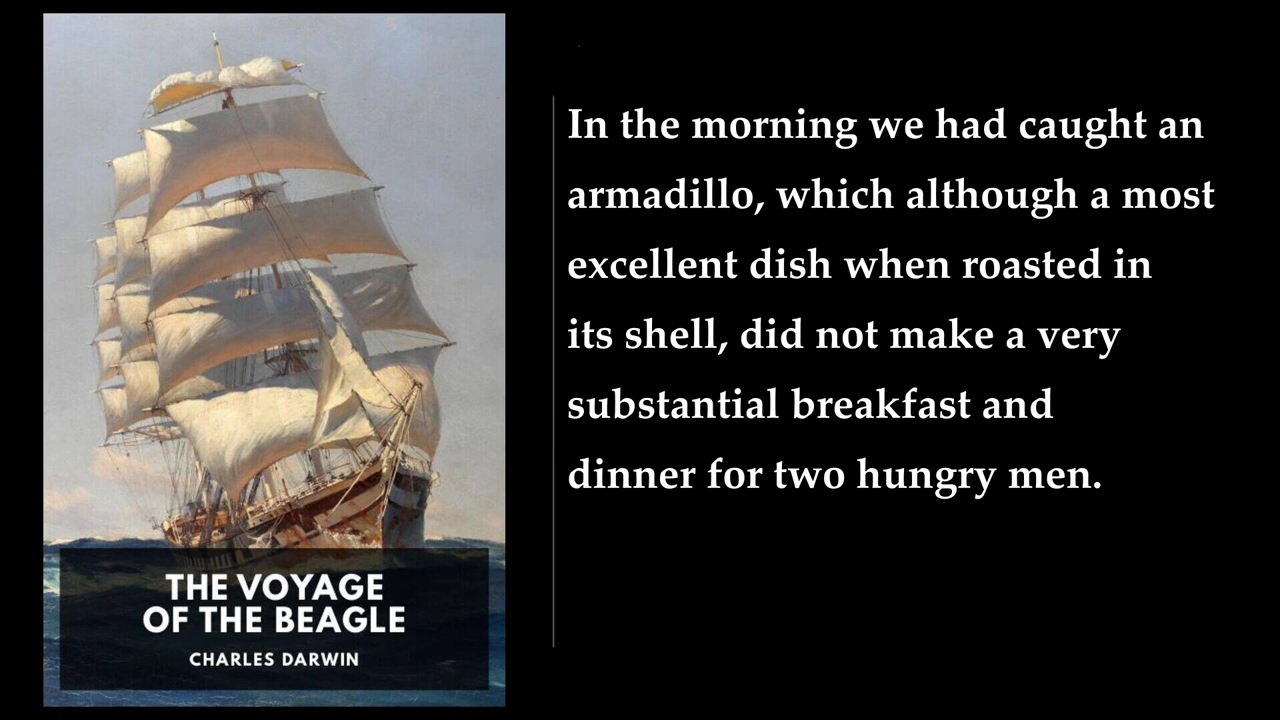 THE VOYAGE
OF THE BEAGLE
CHARLES DARWIN
In the morning we had caught an
armadillo, which although a most
excellent dish when roasted in
its shell, did not make a very
substantial breakfast and
dinner for two hungry men.